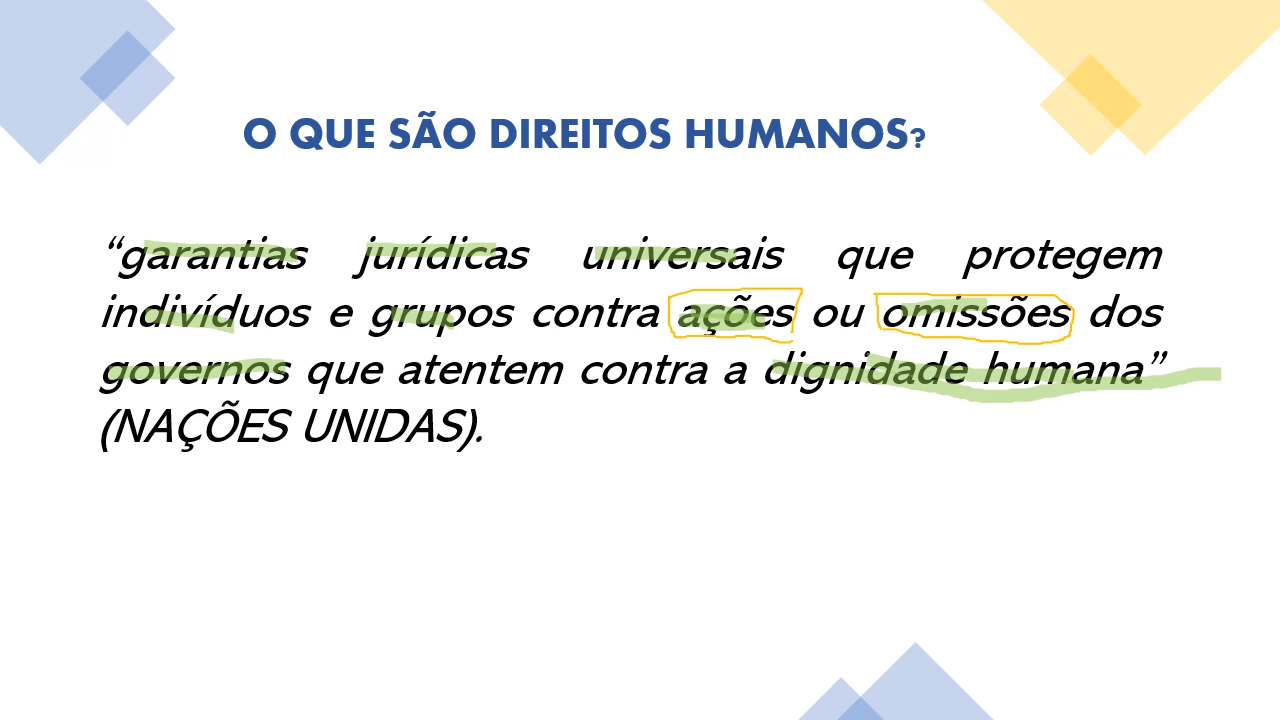 O QUE SÃO DIREITOS HUMANOS?
“garantias jurídicas universais que protegem
indivíduos e grupos contra ações ou omissões dos
governos que atentem contra a dignidade humana”
(NAÇÕES UNIDAS).